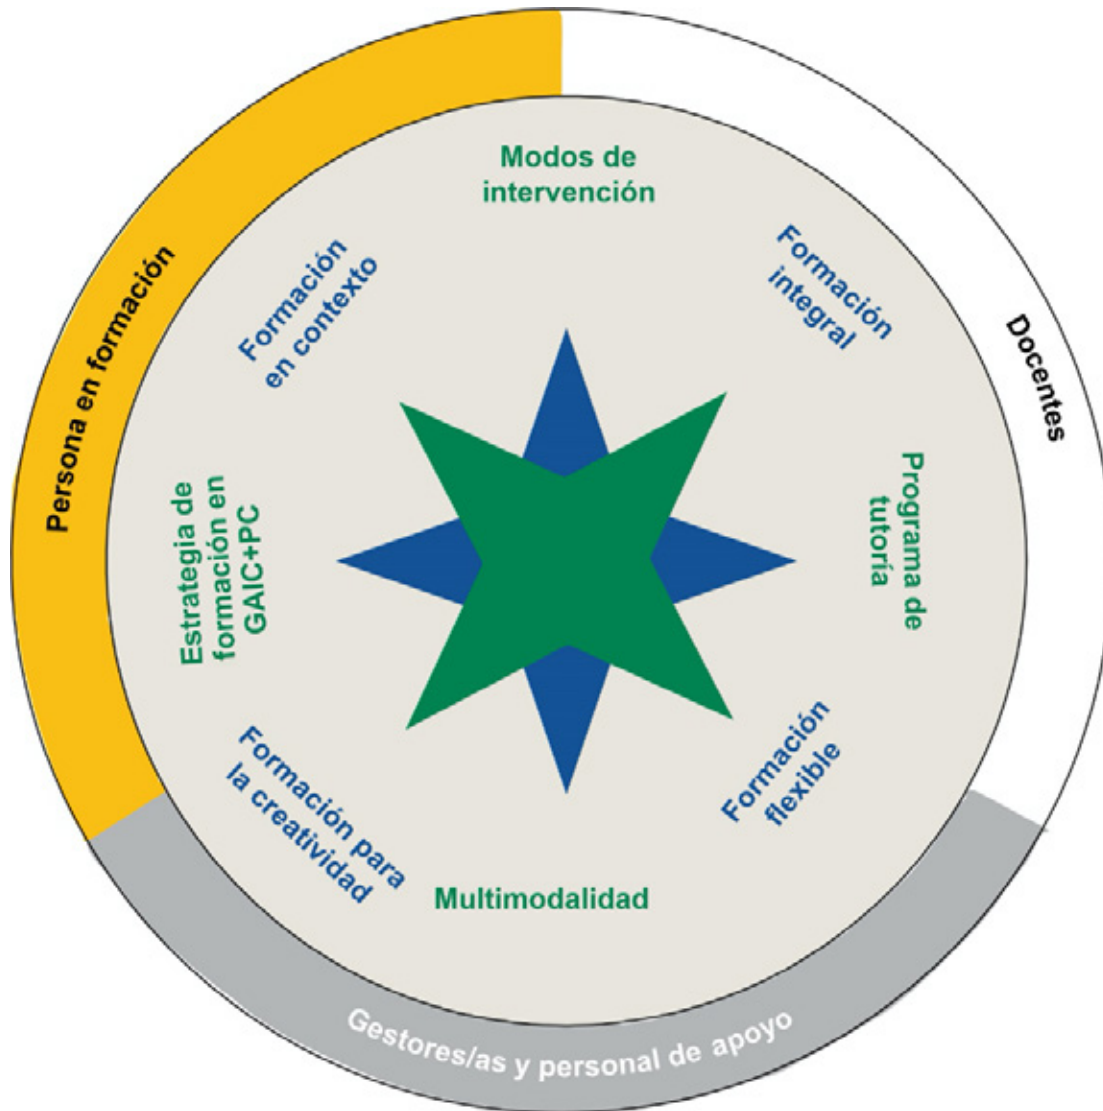 Modos de
intervención
Formación
integral
Docentes
Programa de
tutoría
Formación
flexible
Multimodalidad
Gestores/as y personal de apoyo
Formación para
la creatividad
Estrategia de
formación en
GAIC+PC
Formación
en contexto
Persona en formación